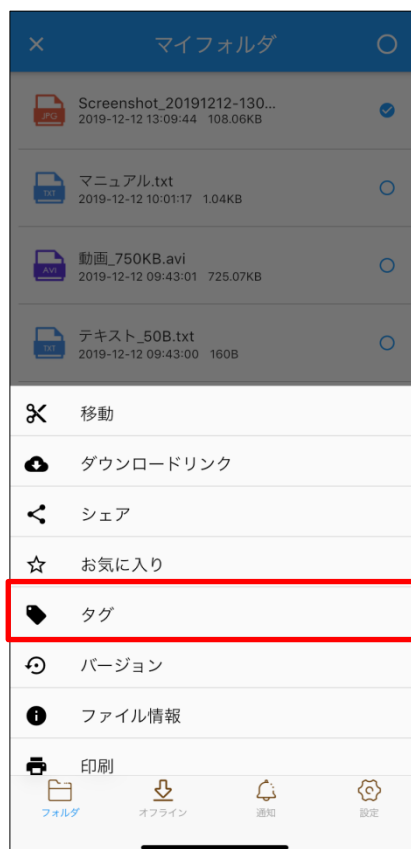 マイフォルダ
JPG
Screenshot_20191212-130...
2019-12-12 13:09:44 108.06KB
TXT
マニュアル.txt
2019-12-12 10:01:17 1.04KB
AVI
動画_750KB.avi
2019-12-12 09:43:01 725.07KB
TXT
テキスト_50B.txt
2019-12-12 09:43:00 160B
移動
ダウンロードリンク
シェア
お気に入り
タグ
バージョン
ファイル情報
印刷
フォルダ オフライン 通知 設定